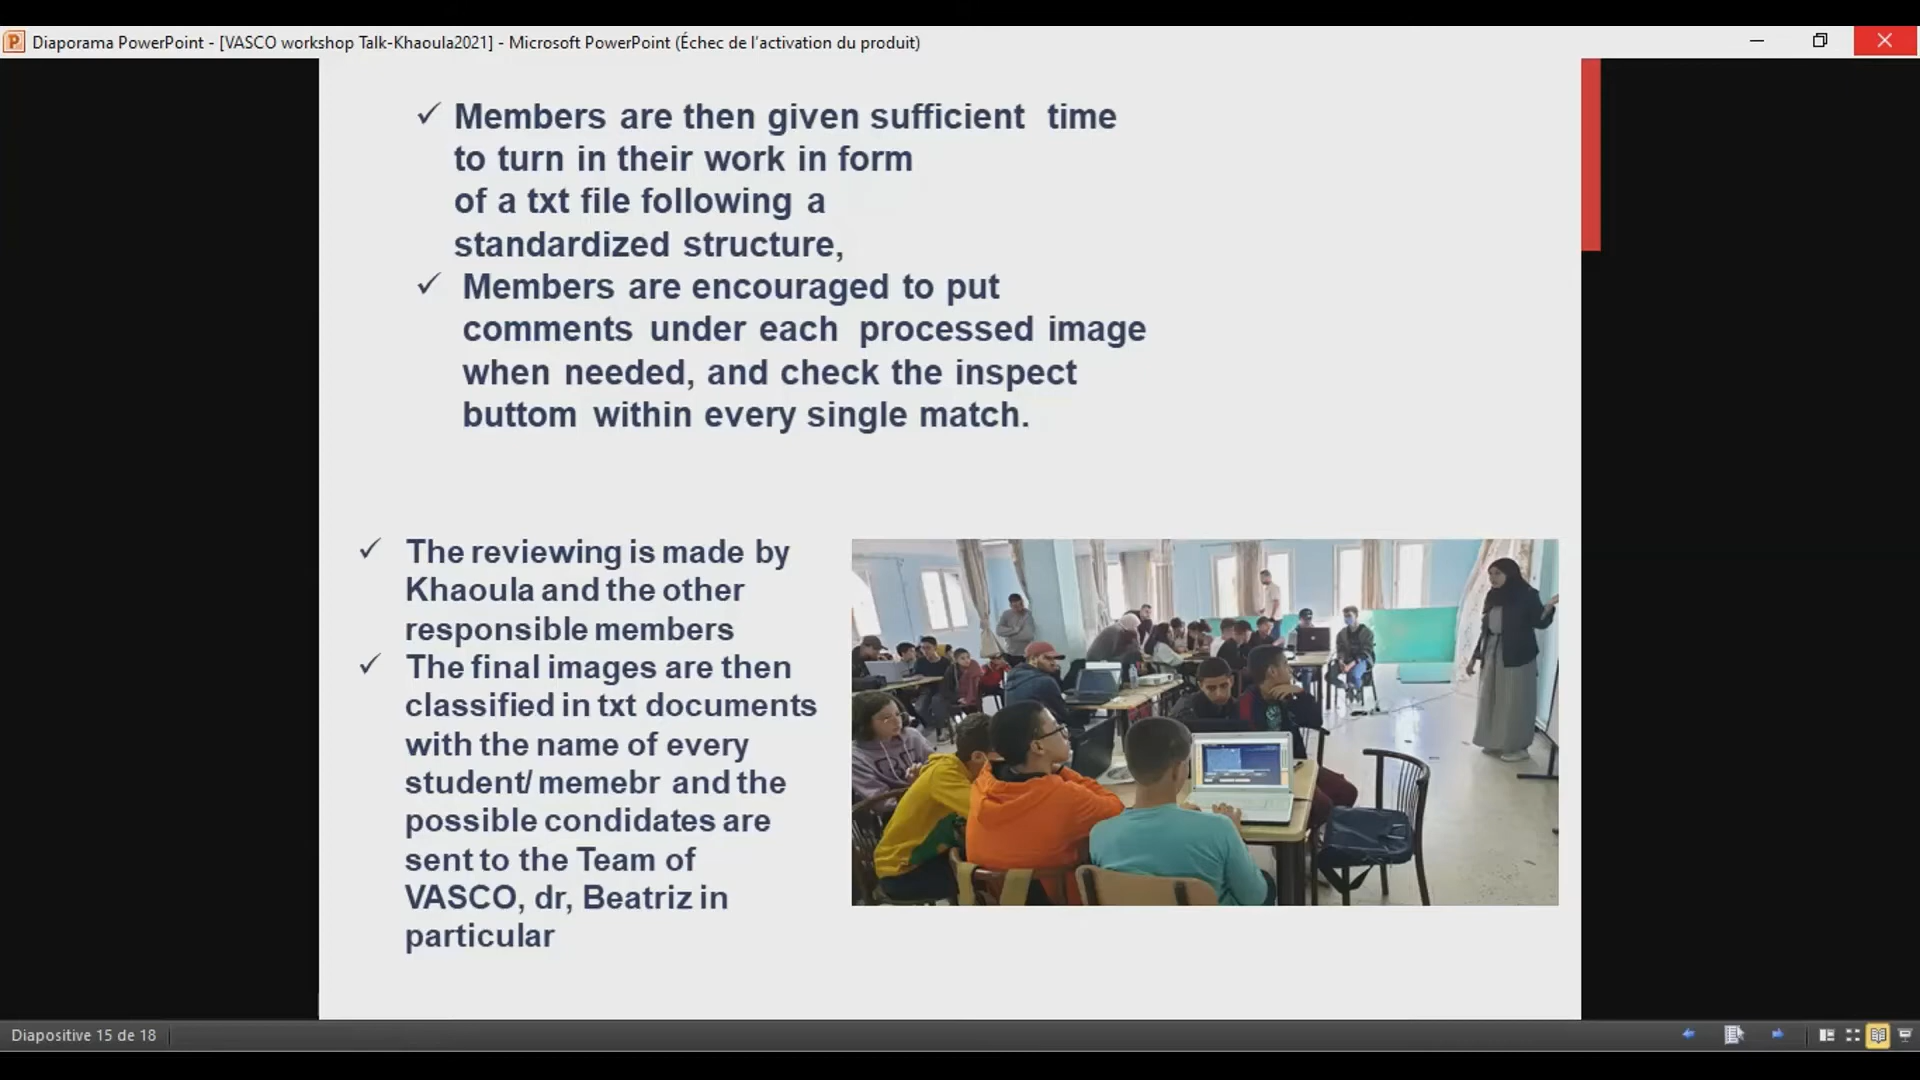 Diaporama PowerPoint - [VASCO workshop Talk-Khaoula2021] - Microsoft PowerPoint (Échec de l'activation du produit)
Members are then given sufficient time
to turn in their work in form
of a txt file following a
standardized structure,
Members are encouraged to put
comments under each processed image
when needed, and check the inspect
buttom within every single match.
The reviewing is made by
Khaoula and the other
responsible members
The final images are then
classified in txt documents
with the name of every
student/ memebr and the
possible condidates are
sent to the Team of
VASCO, dr, Beatriz in
particular
Diapositive 15 de 18